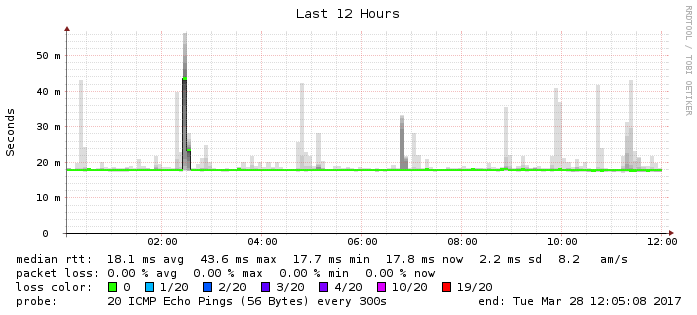 Last 12 Hours
RRDTOOL / TOBI OETIKER
Seconds
50 m
40 m
30 m
20 m
10 m
0
02:00 04:00 06:00 08:00 10:00 12:00
median rtt: 18.1 ms avg 43.6 ms max 17.7 ms min 17.8 ms now 2.2 ms sd 8.2 am/s
packet loss: 0.00 % avg 0.00 % max 0.00 % min 0.00 % now
loss color: 0 1/20 2/20 3/20 4/20 10/20 19/20
probe: 20 ICMP Echo Pings (56 Bytes) every 300s end: Tue Mar 28 12:05:08 2017